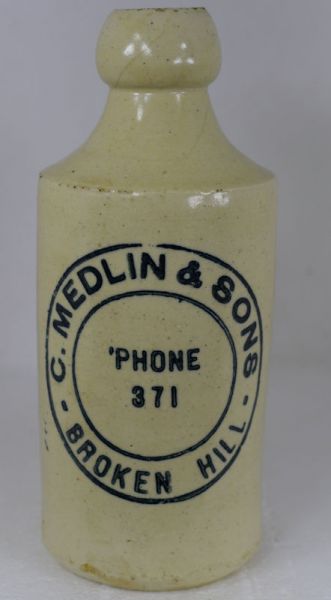 C. MEDLIN & SONS
'PHONE
371
- BROKEN HILL -